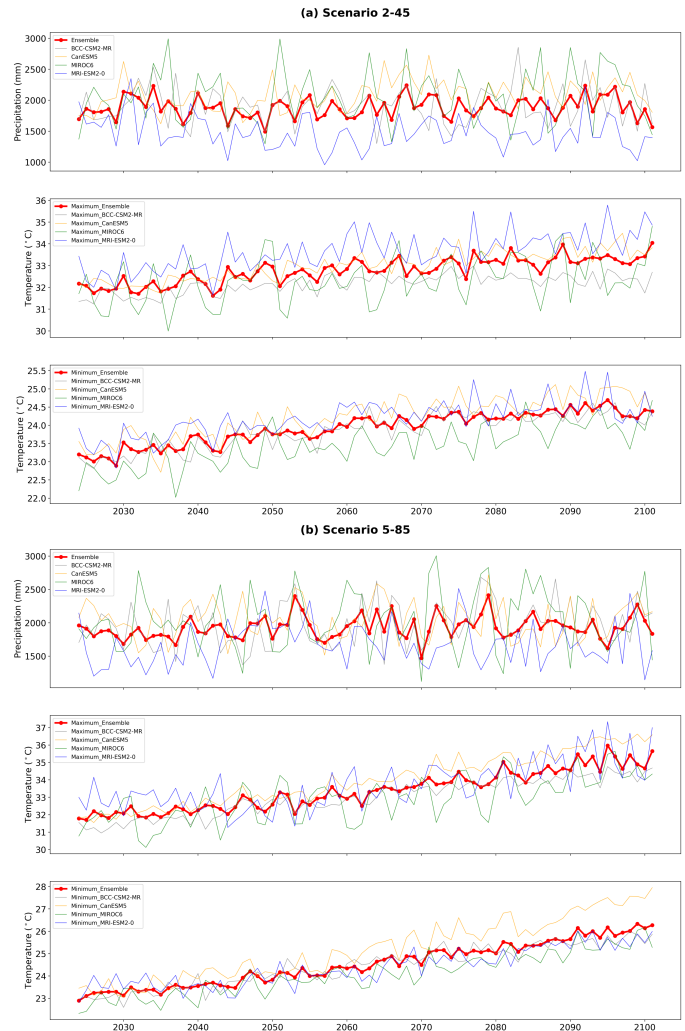 (a) Scenario 2-45
Precipitation (mm)
3000
2500
2000
1500
1000
Ensemble
BCC-CSM2-MR
CanESM5
MIROC6
MRI-ESM2-0
Temperature (°C)
36
35
34
33
32
31
30
Maximum_Ensemble
Maximum_BCC-CSM2-MR
Maximum_CanESM5
Maximum_MIROC6
Maximum_MRI-ESM2-0
Temperature (°C)
25.5
25.0
24.5
24.0
23.5
23.0
22.5
22.0
Minimum_Ensemble
Minimum_BCC-CSM2-MR
Minimum_CanESM5
Minimum_MIROC6
Minimum_MRI-ESM2-0
2030 2040 2050 2060 2070 2080 2090 2100
(b) Scenario 5-85
Precipitation (mm)
3000
2500
2000
1500
Ensemble
BCC-CSM2-MR
CanESM5
MIROC6
MRI-ESM2-0
Temperature (°C)
37
36
35
34
33
32
31
30
Maximum_Ensemble
Maximum_BCC-CSM2-MR
Maximum_CanESM5
Maximum_MIROC6
Maximum_MRI-ESM2-0
Temperature (°C)
28
27
26
25
24
23
Minimum_Ensemble
Minimum_BCC-CSM2-MR
Minimum_CanESM5
Minimum_MIROC6
Minimum_MRI-ESM2-0
2030 2040 2050 2060 2070 2080 2090 2100